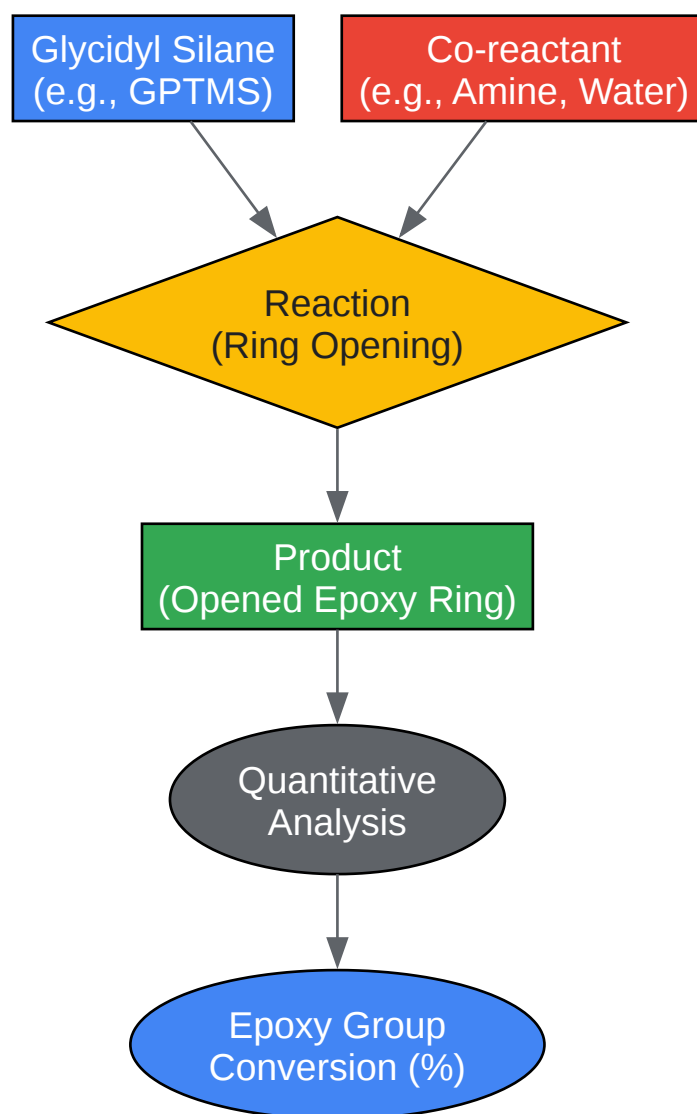 Glycidyl Silane
(e.g., GPTMS)
Co-reactant
(e.g., Amine, Water)
Reaction
(Ring Opening)
Product
(Opened Epoxy Ring)
Quantitative
Analysis
Epoxy Group
Conversion (%)